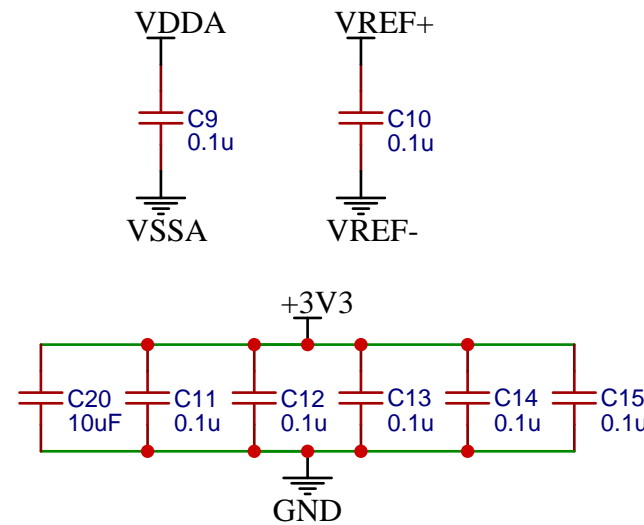 VDDA VREF+
C9 C10
0.1u 0.1u
VSSA VREF-
+3V3
C20 C11 C12 C13 C14 C15
10uF 0.1u 0.1u 0.1u 0.1u 0.1u
GND